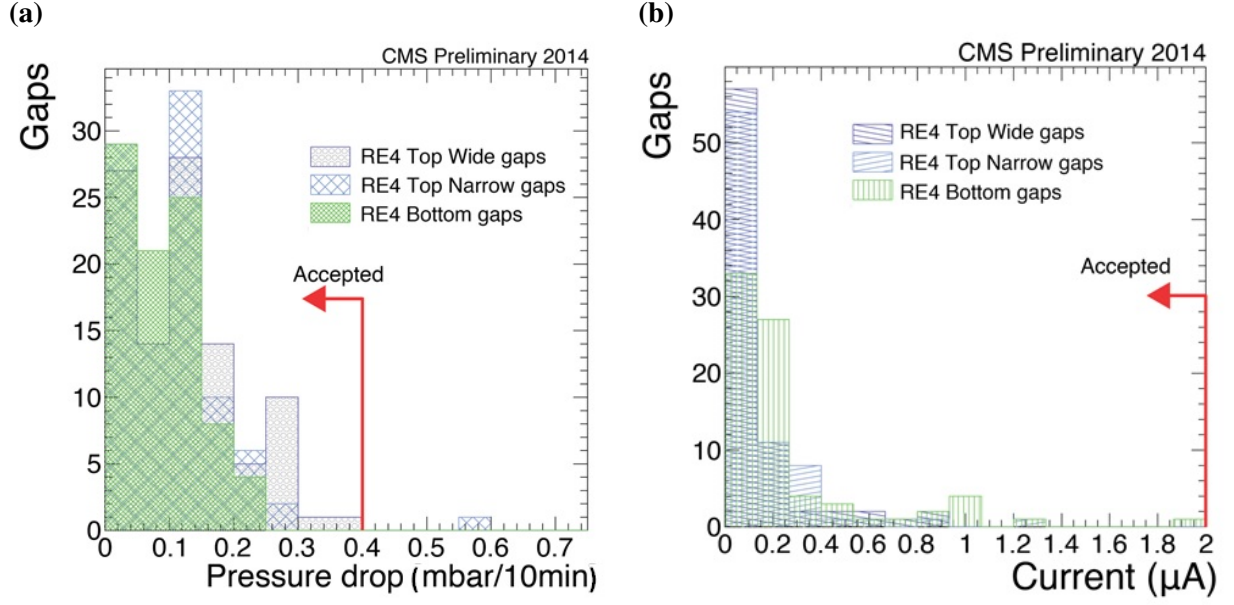 (a)
CMS Preliminary 2014
Gaps
30
25
20
15
10
5
0
RE4 Top Wide gaps
RE4 Top Narrow gaps
RE4 Bottom gaps
Accepted
0 0.1 0.2 0.3 0.4 0.5 0.6 0.7
Pressure drop (mbar/10min)
(b)
CMS Preliminary 2014
Gaps
50
40
30
20
10
0
RE4 Top Wide gaps
RE4 Top Narrow gaps
RE4 Bottom gaps
Accepted
0 0.2 0.4 0.6 0.8 1 1.2 1.4 1.6 1.8 2
Current (μA)